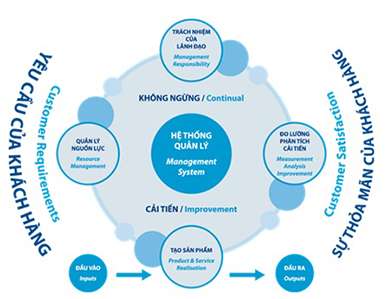 TRÁCH NHIỆM
CỦA
LÃNH ĐẠO
Management
Responsibility
YÊU CẦU CỦA KHÁCH HÀNG
Customer Requirements
KHÔNG NGỪNG / Continual
QUẢN LÝ
NGUỒN LỰC
Resource
Management
HỆ THỐNG
QUẢN LÝ
Management
System
ĐO LƯỜNG
PHÂN TÍCH
CẢI TIẾN
Measurement
Analysis
Improvement
Customer Satisfaction
SỰ THỎA MÃN CỦA KHÁCH HÀNG
CẢI TIẾN / Improvement
ĐẦU VÀO
Inputs
TẠO SẢN PHẨM
Product & Service
Realisation
ĐẦU RA
Outputs